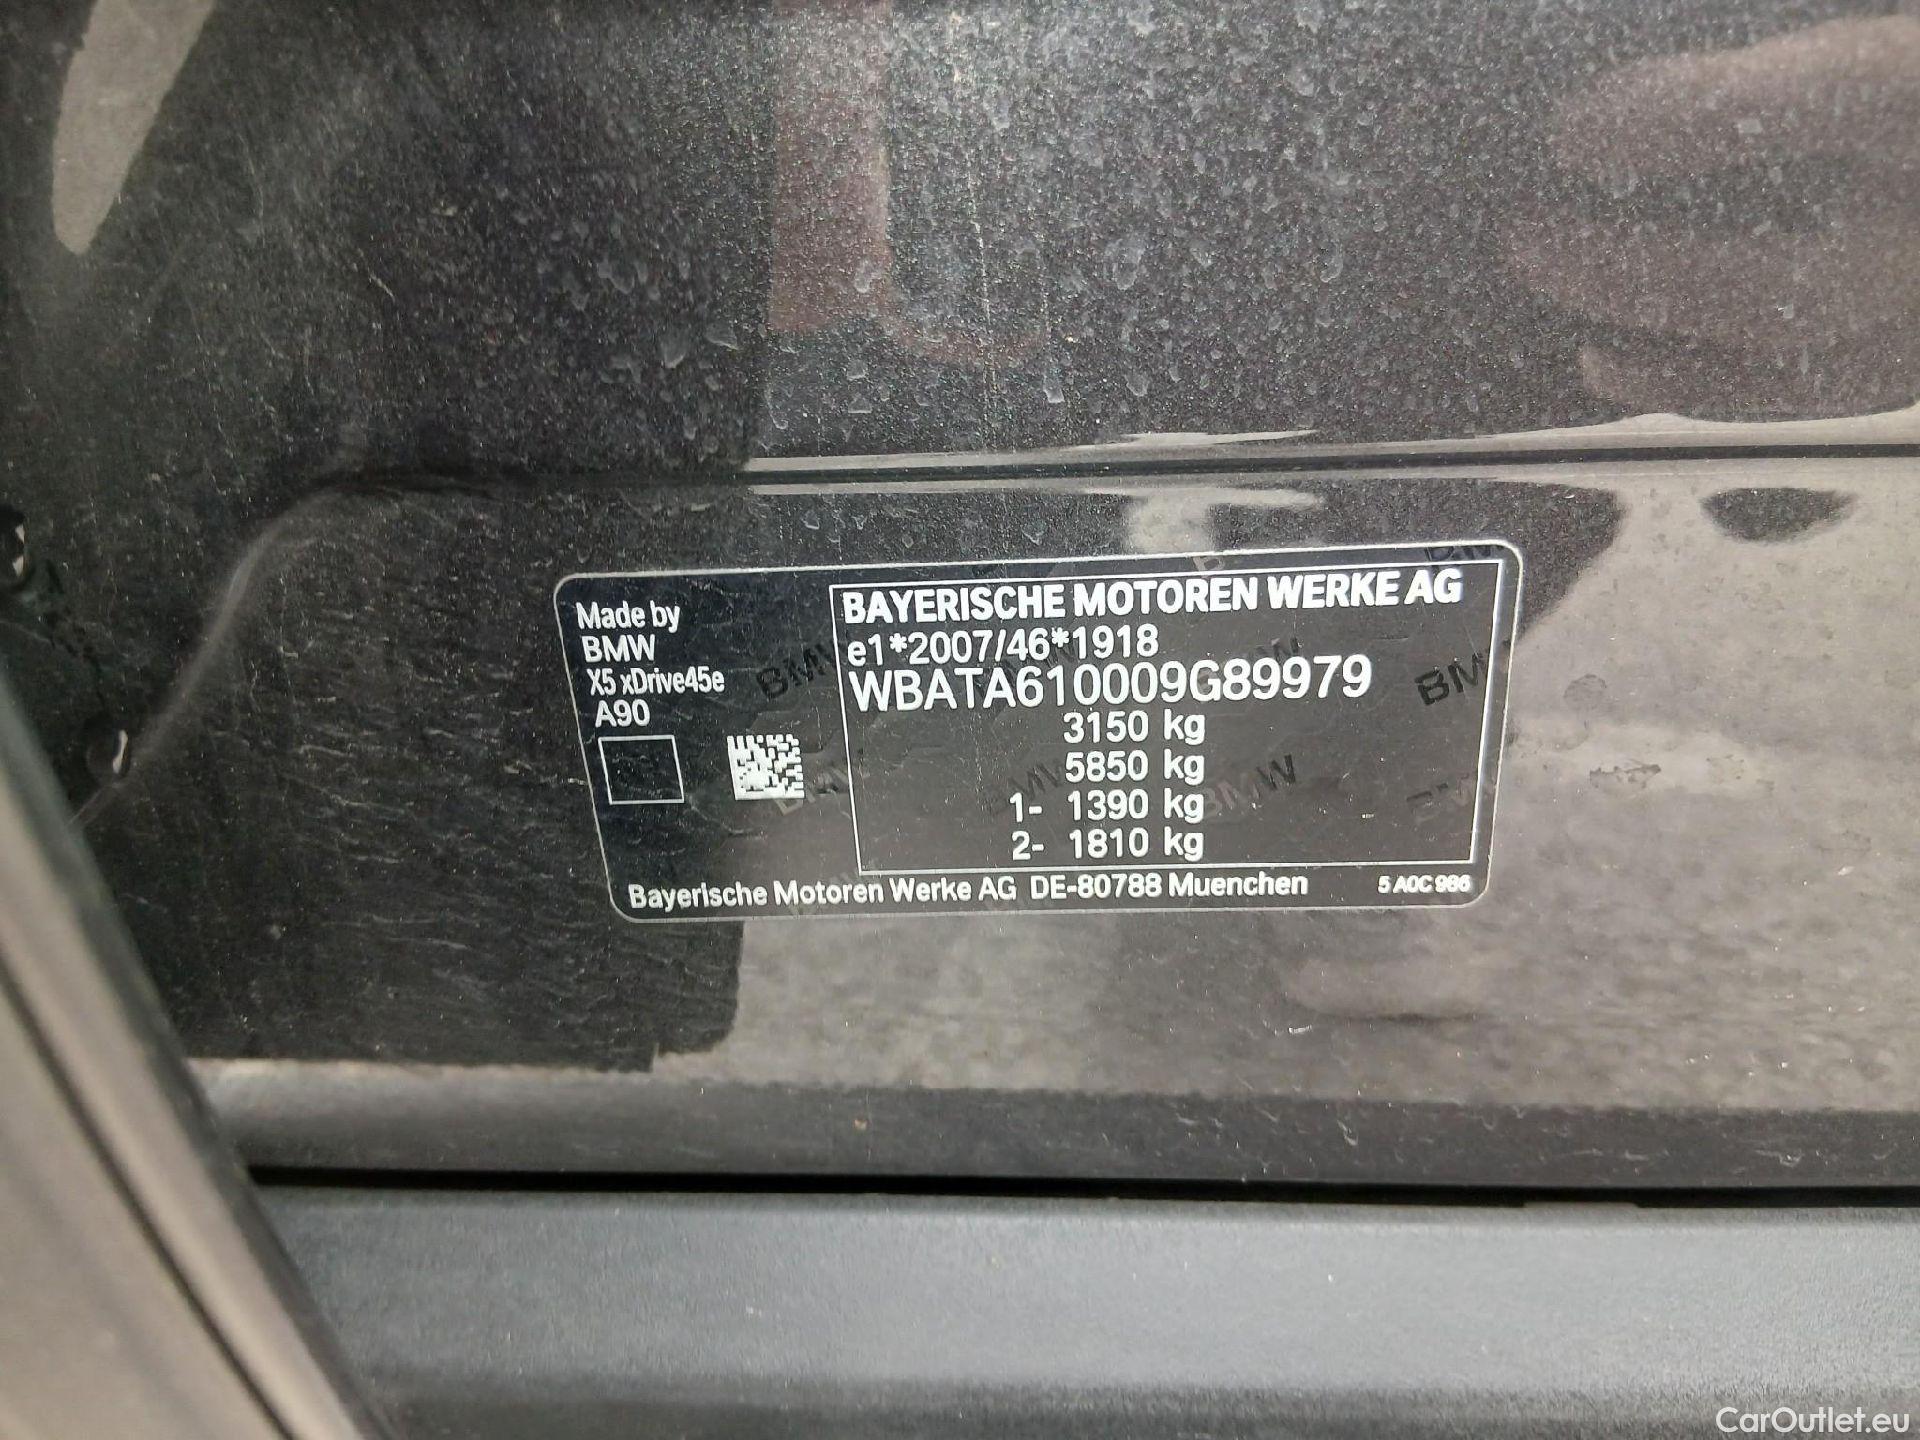 Made by
BMW
X5 xDrive45e
A90
BAYERISCHE MOTOREN WERKE AG
e1*2007/46*1918
WBATA610009G89979
3150 kg
5850 kg
1- 1390 kg
2- 1810 kg
Bayerische Motoren Werke AG DE-80788 Muenchen
5 A0C 986
CarOutlet.eu